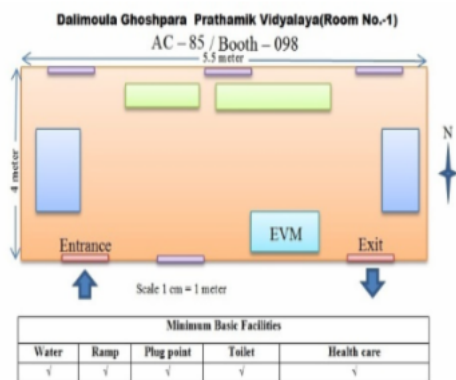 Dalimoula Ghoshpara Prathamik Vidyalaya(Room No.-1)
AC – 85 / Booth – 098
5.5 meter
4 meter
N
EVM
Entrance
Exit
Scale 1 cm = 1 meter
Minimum Basic Facilities
Water Ramp Plug point Toilet Health care
√ √ √ √ √